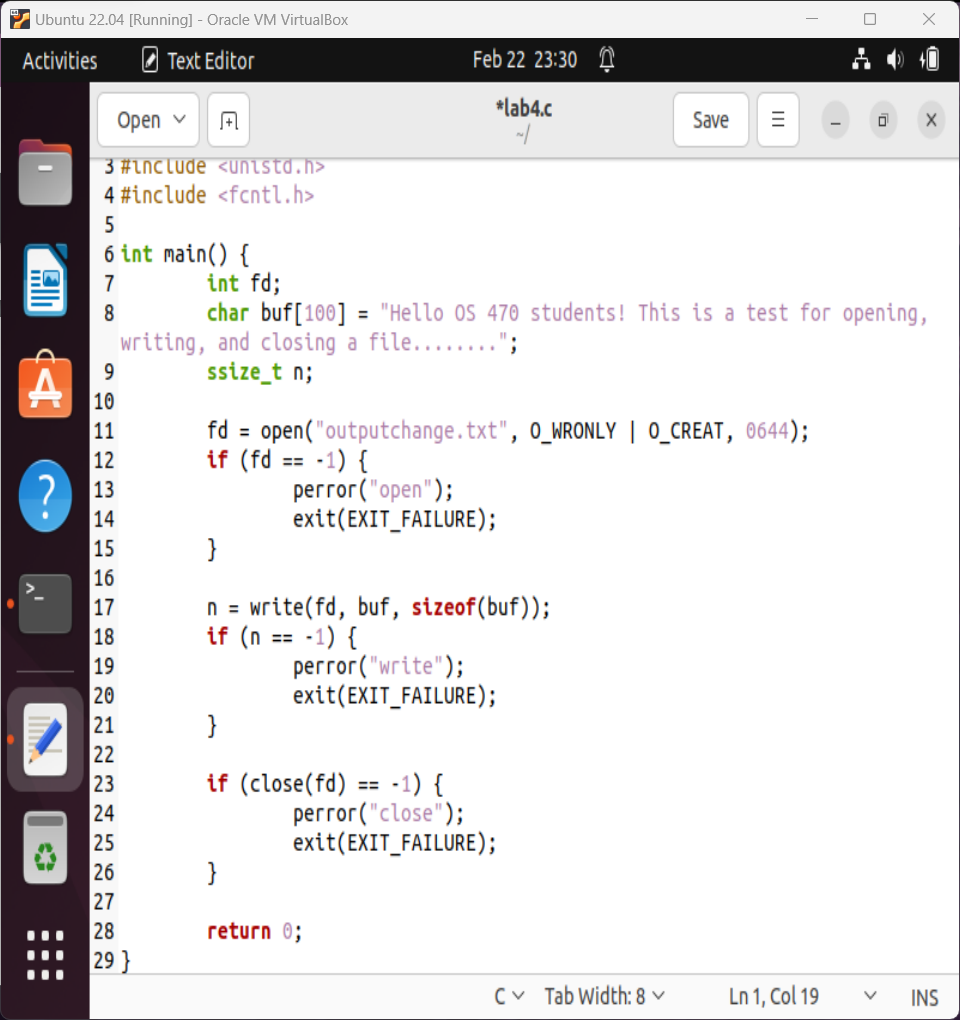 Ubuntu 22.04 [Running] - Oracle VM VirtualBox
Activities Text Editor Feb 22 23:30
Open *lab4.c Save
~/
3 #include <unistd.h>
4 #include <fcntl.h>
5
6 int main() {
7 int fd;
8 char buf[100] = "Hello OS 470 students! This is a test for opening,
writing, and closing a file........";
9 ssize_t n;
10
11 fd = open("outputchange.txt", O_WRONLY | O_CREAT, 0644);
12 if (fd == -1) {
13 perror("open");
14 exit(EXIT_FAILURE);
15 }
16
17 n = write(fd, buf, sizeof(buf));
18 if (n == -1) {
19 perror("write");
20 exit(EXIT_FAILURE);
21 }
22
23 if (close(fd) == -1) {
24 perror("close");
25 exit(EXIT_FAILURE);
26 }
27
28 return 0;
29 }
C Tab Width: 8 Ln 1, Col 19 INS